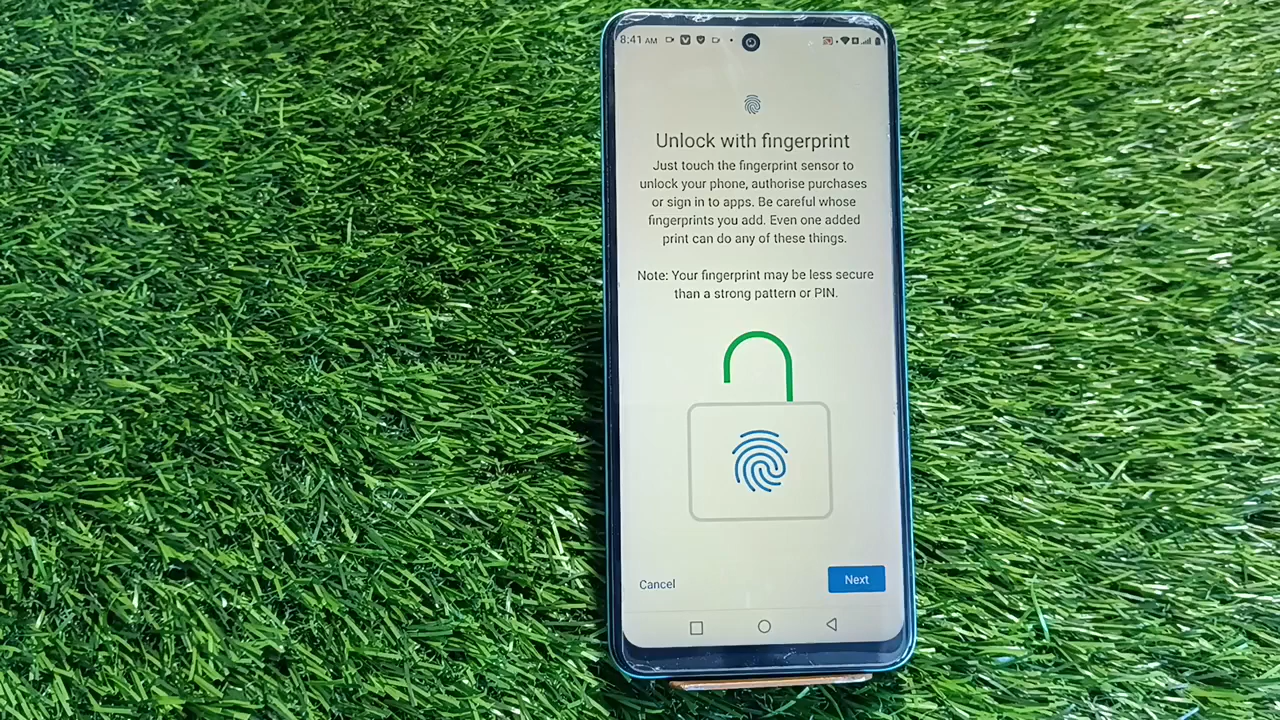 8:41 AM
Unlock with fingerprint
Just touch the fingerprint sensor to
unlock your phone, authorise purchases
or sign in to apps. Be careful whose
fingerprints you add. Even one added
print can do any of these things.
Note: Your fingerprint may be less secure
than a strong pattern or PIN.
Cancel
Next